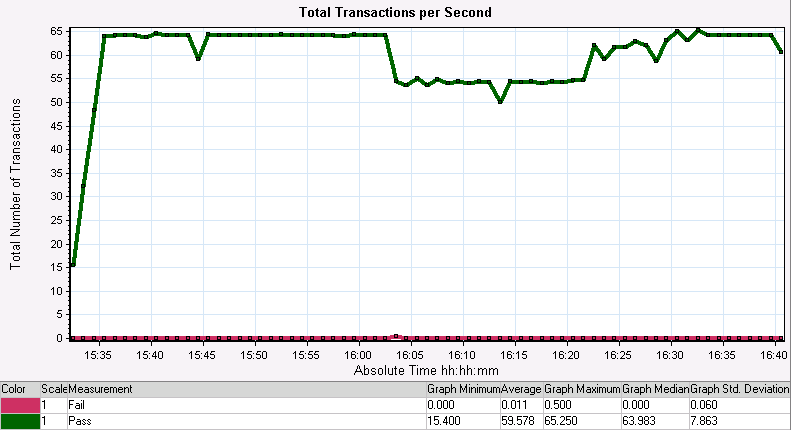 Total Transactions per Second
Total Number of Transactions
65
60
55
50
45
40
35
30
25
20
15
10
5
0
15:35 15:40 15:45 15:50 15:55 16:00 16:05 16:10 16:15 16:20 16:25 16:30 16:35 16:40
Absolute Time hh:hh:mm
Color Scale Measurement Graph Minimum Average Graph Maximum Graph Median Graph Std. Deviation
1 Fail 0.000 0.011 0.500 0.000 0.060
1 Pass 15.400 59.578 65.250 63.983 7.863